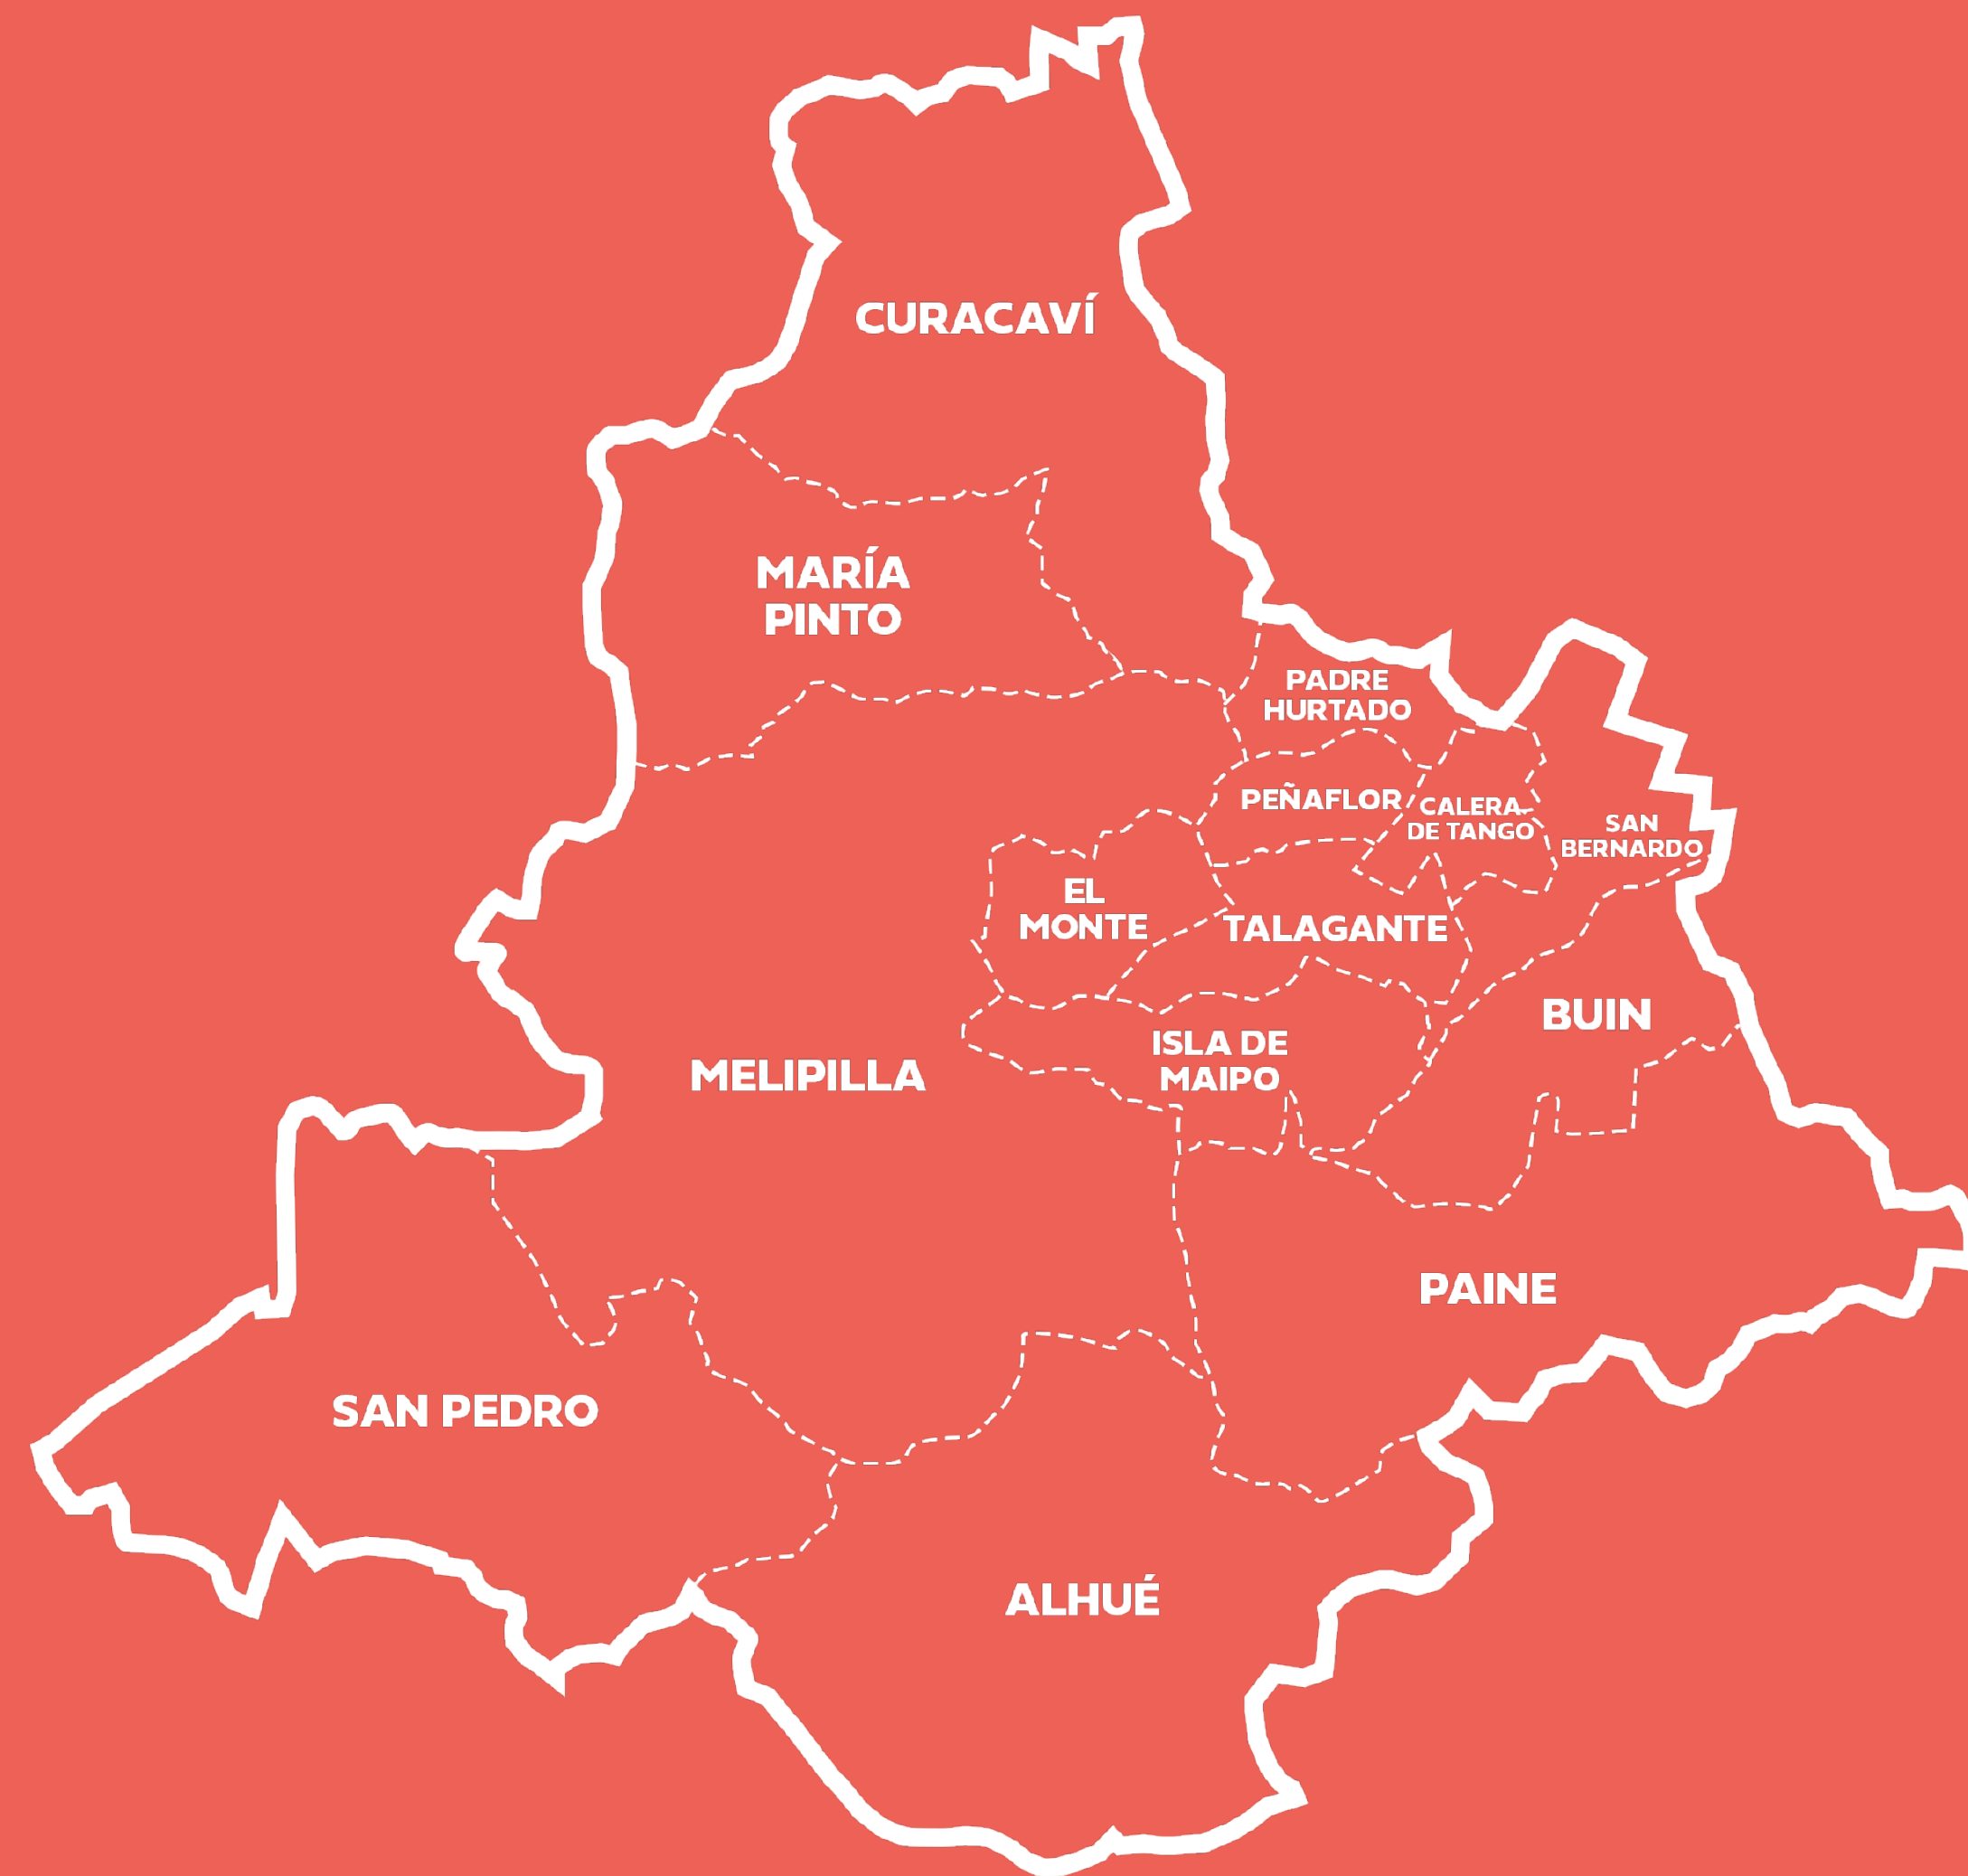 CURACAVÍ
MARÍA
PINTO
PADRE
HURTADO
PEÑAFLOR
CALERA
DE TANGO
SAN
BERNARDO
EL
MONTE
TALAGANTE
BUIN
ISLA DE
MAIPO
MELIPILLA
PAINE
SAN PEDRO
ALHUÉ